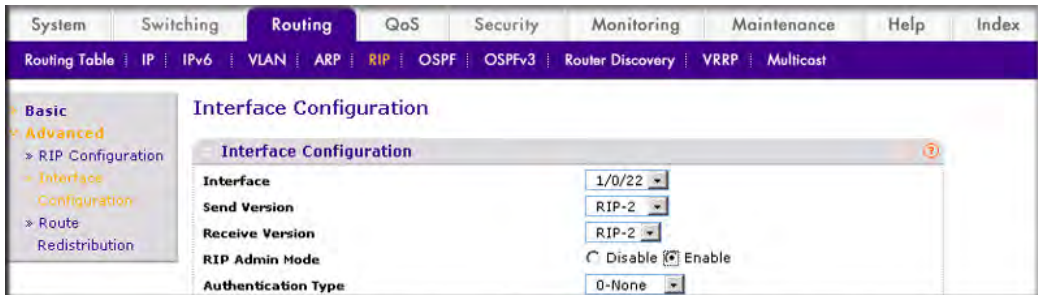 System Switching Routing QoS Security Monitoring Maintenance Help Index
Routing Table IP IPv6 VLAN ARP RIP OSPF OSPFv3 Router Discovery VRRP Multicast
Basic
Advanced
» RIP Configuration
» Interface
Configuration
» Route
Redistribution
Interface Configuration
Interface Configuration ?
Interface 1/0/22
Send Version RIP-2
Receive Version RIP-2
RIP Admin Mode Disable Enable
Authentication Type 0-None